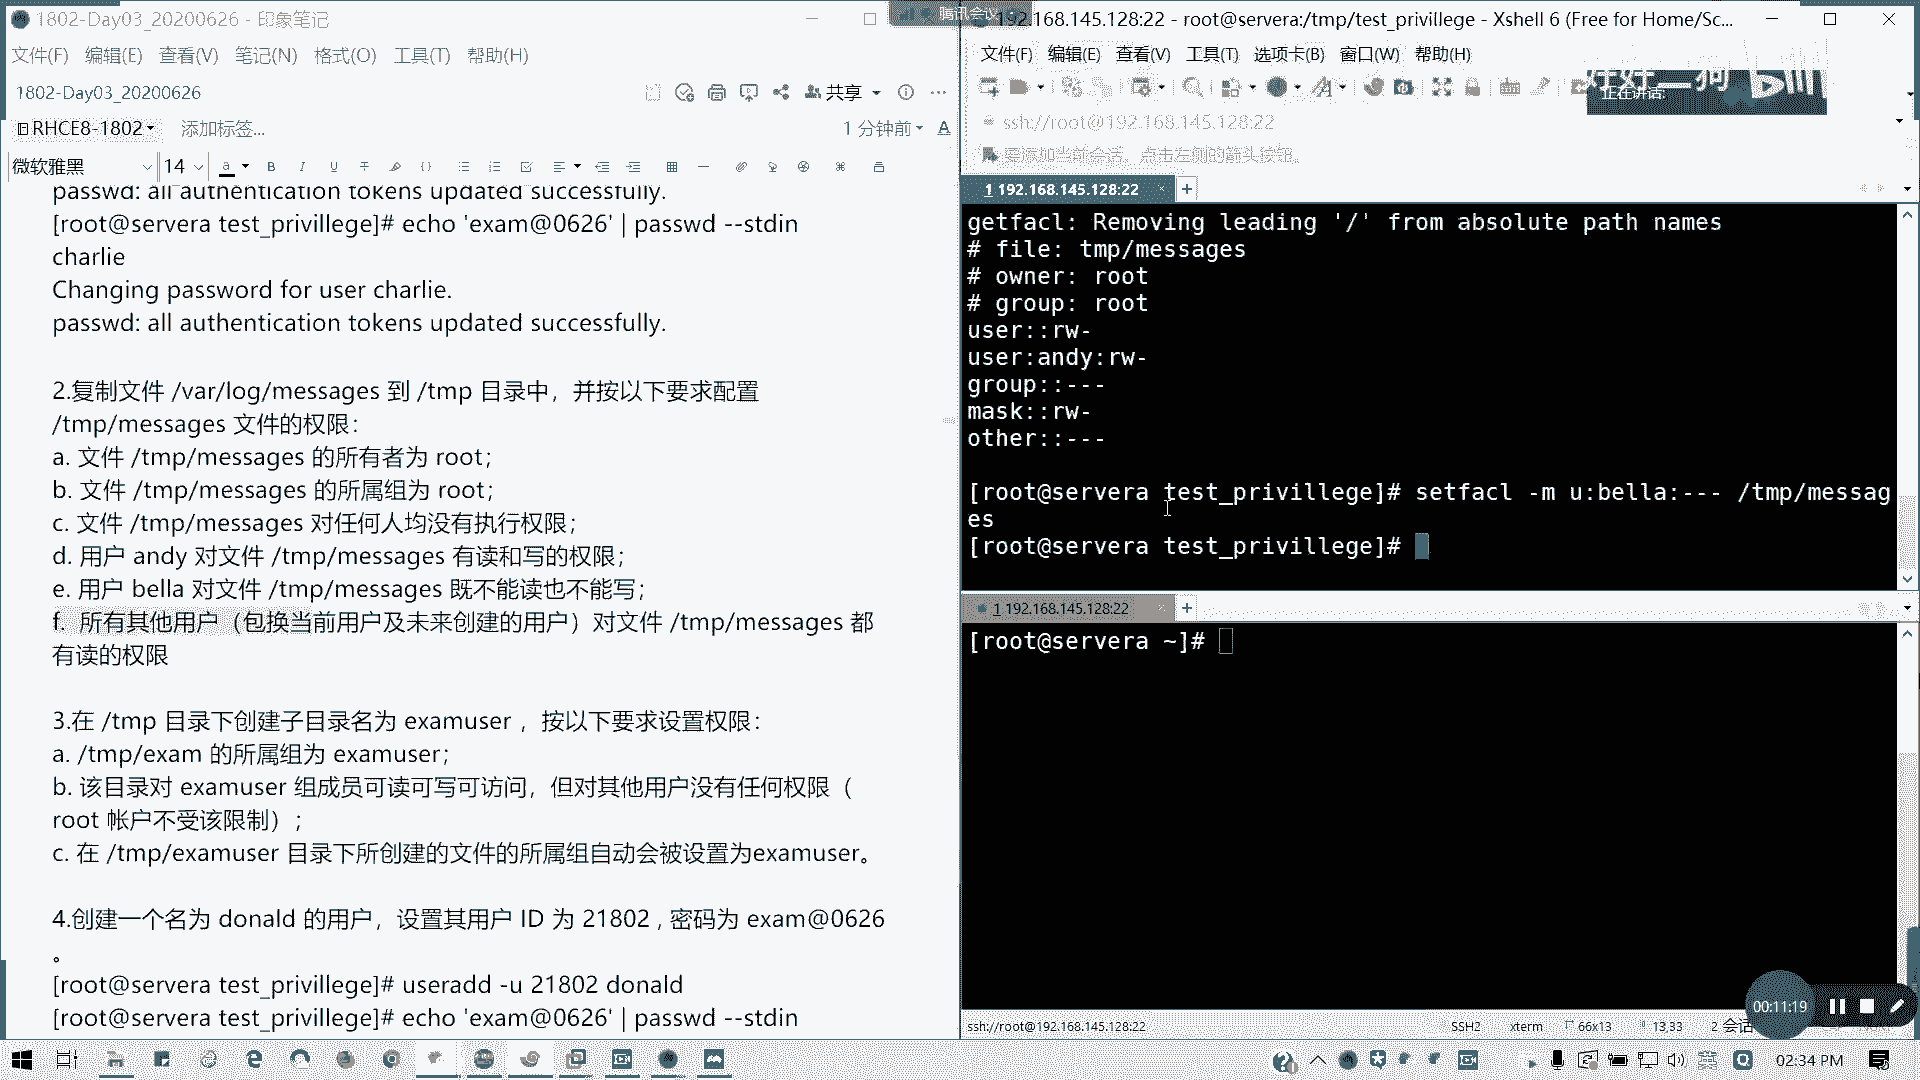 1802-Day03_20200626 - 印象笔记
文件(F) 编辑(E) 查看(V) 笔记(N) 格式(O) 工具(T) 帮助(H)
1802-Day03_20200626
共享
RHCE8-1802
添加标签...
1 分钟前
微软雅黑
14
passwd: all authentication tokens updated successfully.
[root@servera test_privillege]# echo 'exam@0626' | passwd --stdin
charlie
Changing password for user charlie.
passwd: all authentication tokens updated successfully.
2.复制文件 /var/log/messages 到 /tmp 目录中，并按以下要求配置
/tmp/messages 文件的权限：
a. 文件 /tmp/messages 的所有者为 root；
b. 文件 /tmp/messages 的所属组为 root；
c. 文件 /tmp/messages 对任何人均没有执行权限；
d. 用户 andy 对文件 /tmp/messages 有读和写的权限；
e. 用户 bella 对文件 /tmp/messages 既不能读也不能写；
f. 所有其他用户（包换当前用户及未来创建的用户）对文件 /tmp/messages 都
有读的权限
3.在 /tmp 目录下创建子目录名为 examuser ，按以下要求设置权限：
a. /tmp/exam 的所属组为 examuser；
b. 该目录对 examuser 组成员可读可写可访问，但对其他用户没有任何权限（
root 帐户不受该限制）；
c. 在 /tmp/examuser 目录下所创建的文件的所属组自动会被设置为examuser。
4.创建一个名为 donald 的用户，设置其用户 ID 为 21802 , 密码为 exam@0626
。
[root@servera test_privillege]# useradd -u 21802 donald
[root@servera test_privillege]# echo 'exam@0626' | passwd --stdin
腾讯会议
192.168.145.128:22 - root@servera:/tmp/test_privillege - Xshell 6 (Free for Home/Sc...
文件(F) 编辑(E) 查看(V) 工具(T) 选项卡(B) 窗口(W) 帮助(H)
正在讲话:
ssh://root@192.168.145.128:22
要添加当前会话，点击左侧的箭头按钮。
1 192.168.145.128:22
getfacl: Removing leading '/' from absolute path names
# file: tmp/messages
# owner: root
# group: root
user::rw-
user:andy:rw-
group::---
mask::rw-
other::---
[root@servera test_privillege]# setfacl -m u:bella:--- /tmp/messag
es
[root@servera test_privillege]#
1 192.168.145.128:22
[root@servera ~]#
00:11:19
ssh://root@192.168.145.128:22
SSH2
xterm
66x13
13,33
2 会话
02:34 PM